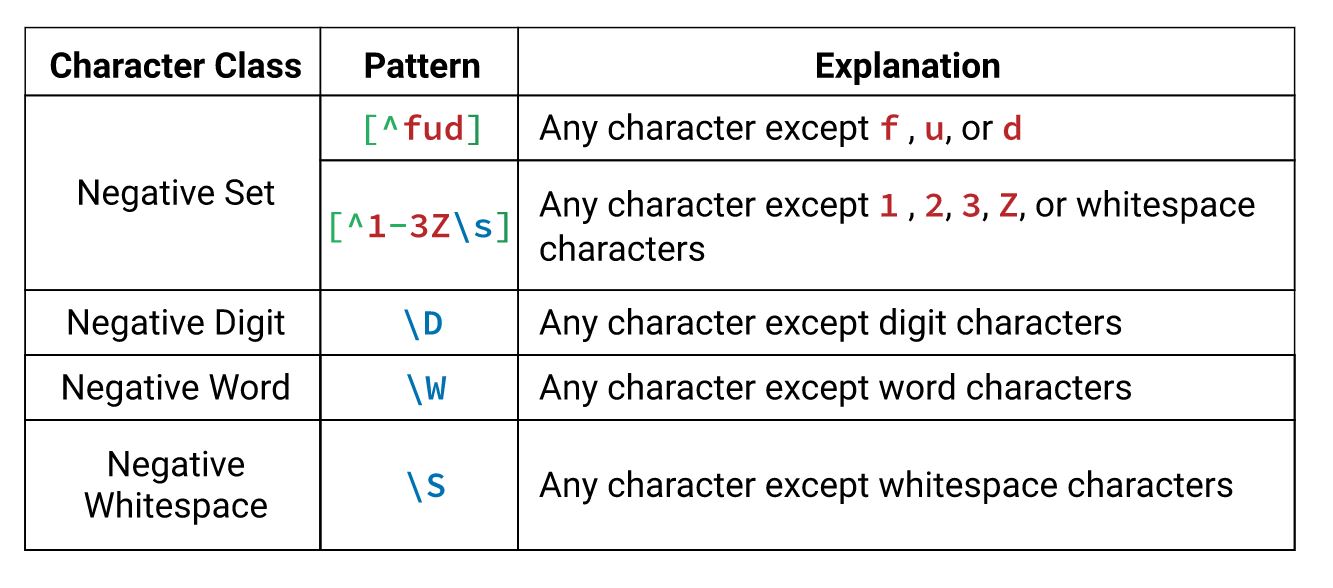 Character Class Pattern Explanation
Negative Set
[^fud] Any character except f , u, or d
[^1-3Z\s] Any character except 1 , 2, 3, Z, or whitespace
characters
Negative Digit \D Any character except digit characters
Negative Word \W Any character except word characters
Negative
Whitespace
\S Any character except whitespace characters